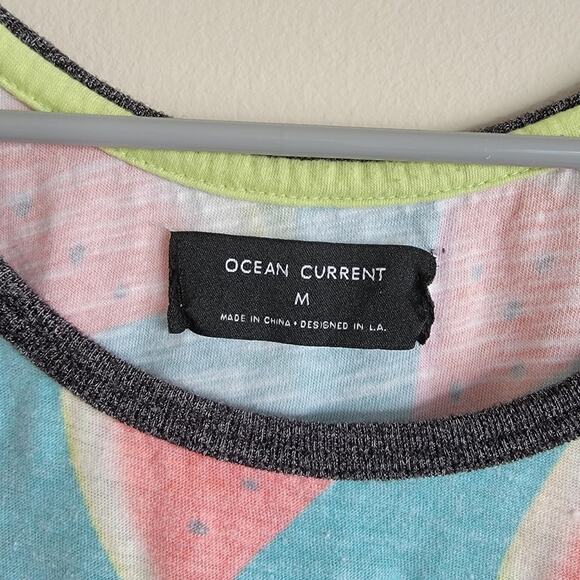 OCEAN CURRENT
M
MADE IN CHINA • DESIGNED IN L.A.